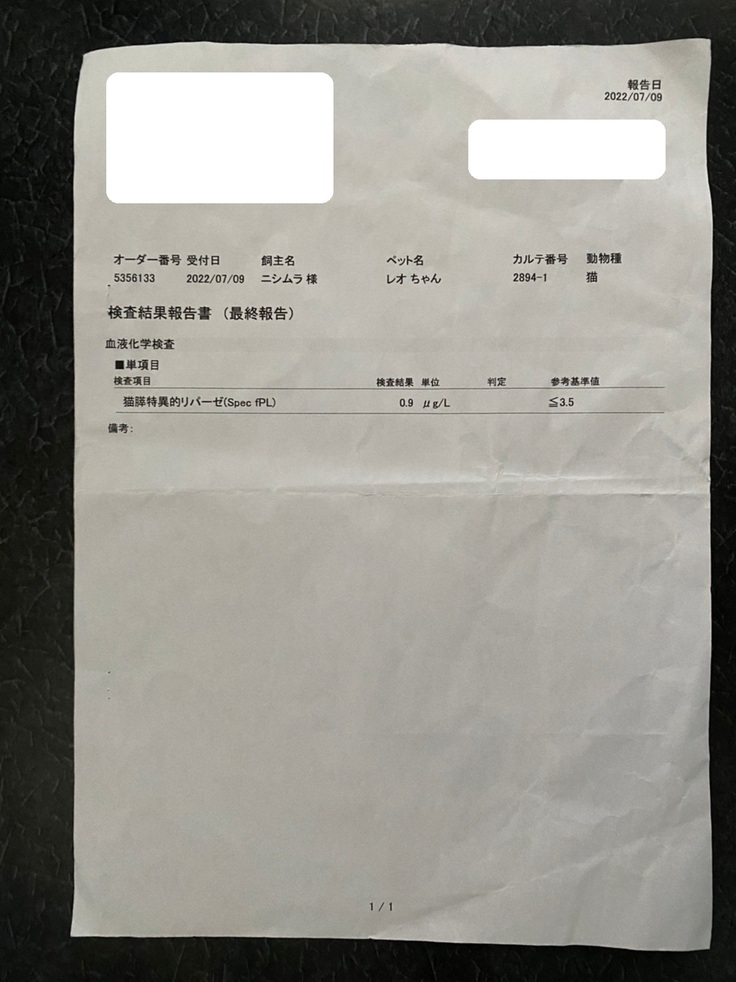 報告日
2022/07/09
オーダー番号 受付日 飼主名 ペット名 カルテ番号 動物種
5356133 2022/07/09 ニシムラ 様 レオ ちゃん 2894-1 猫
検査結果報告書 （最終報告）
血液化学検査
■単項目
検査項目 検査結果 単位 判定 参考基準値
猫膵特異的リパーゼ(Spec fPL) 0.9 μg/L ≦3.5
備考：
1 / 1